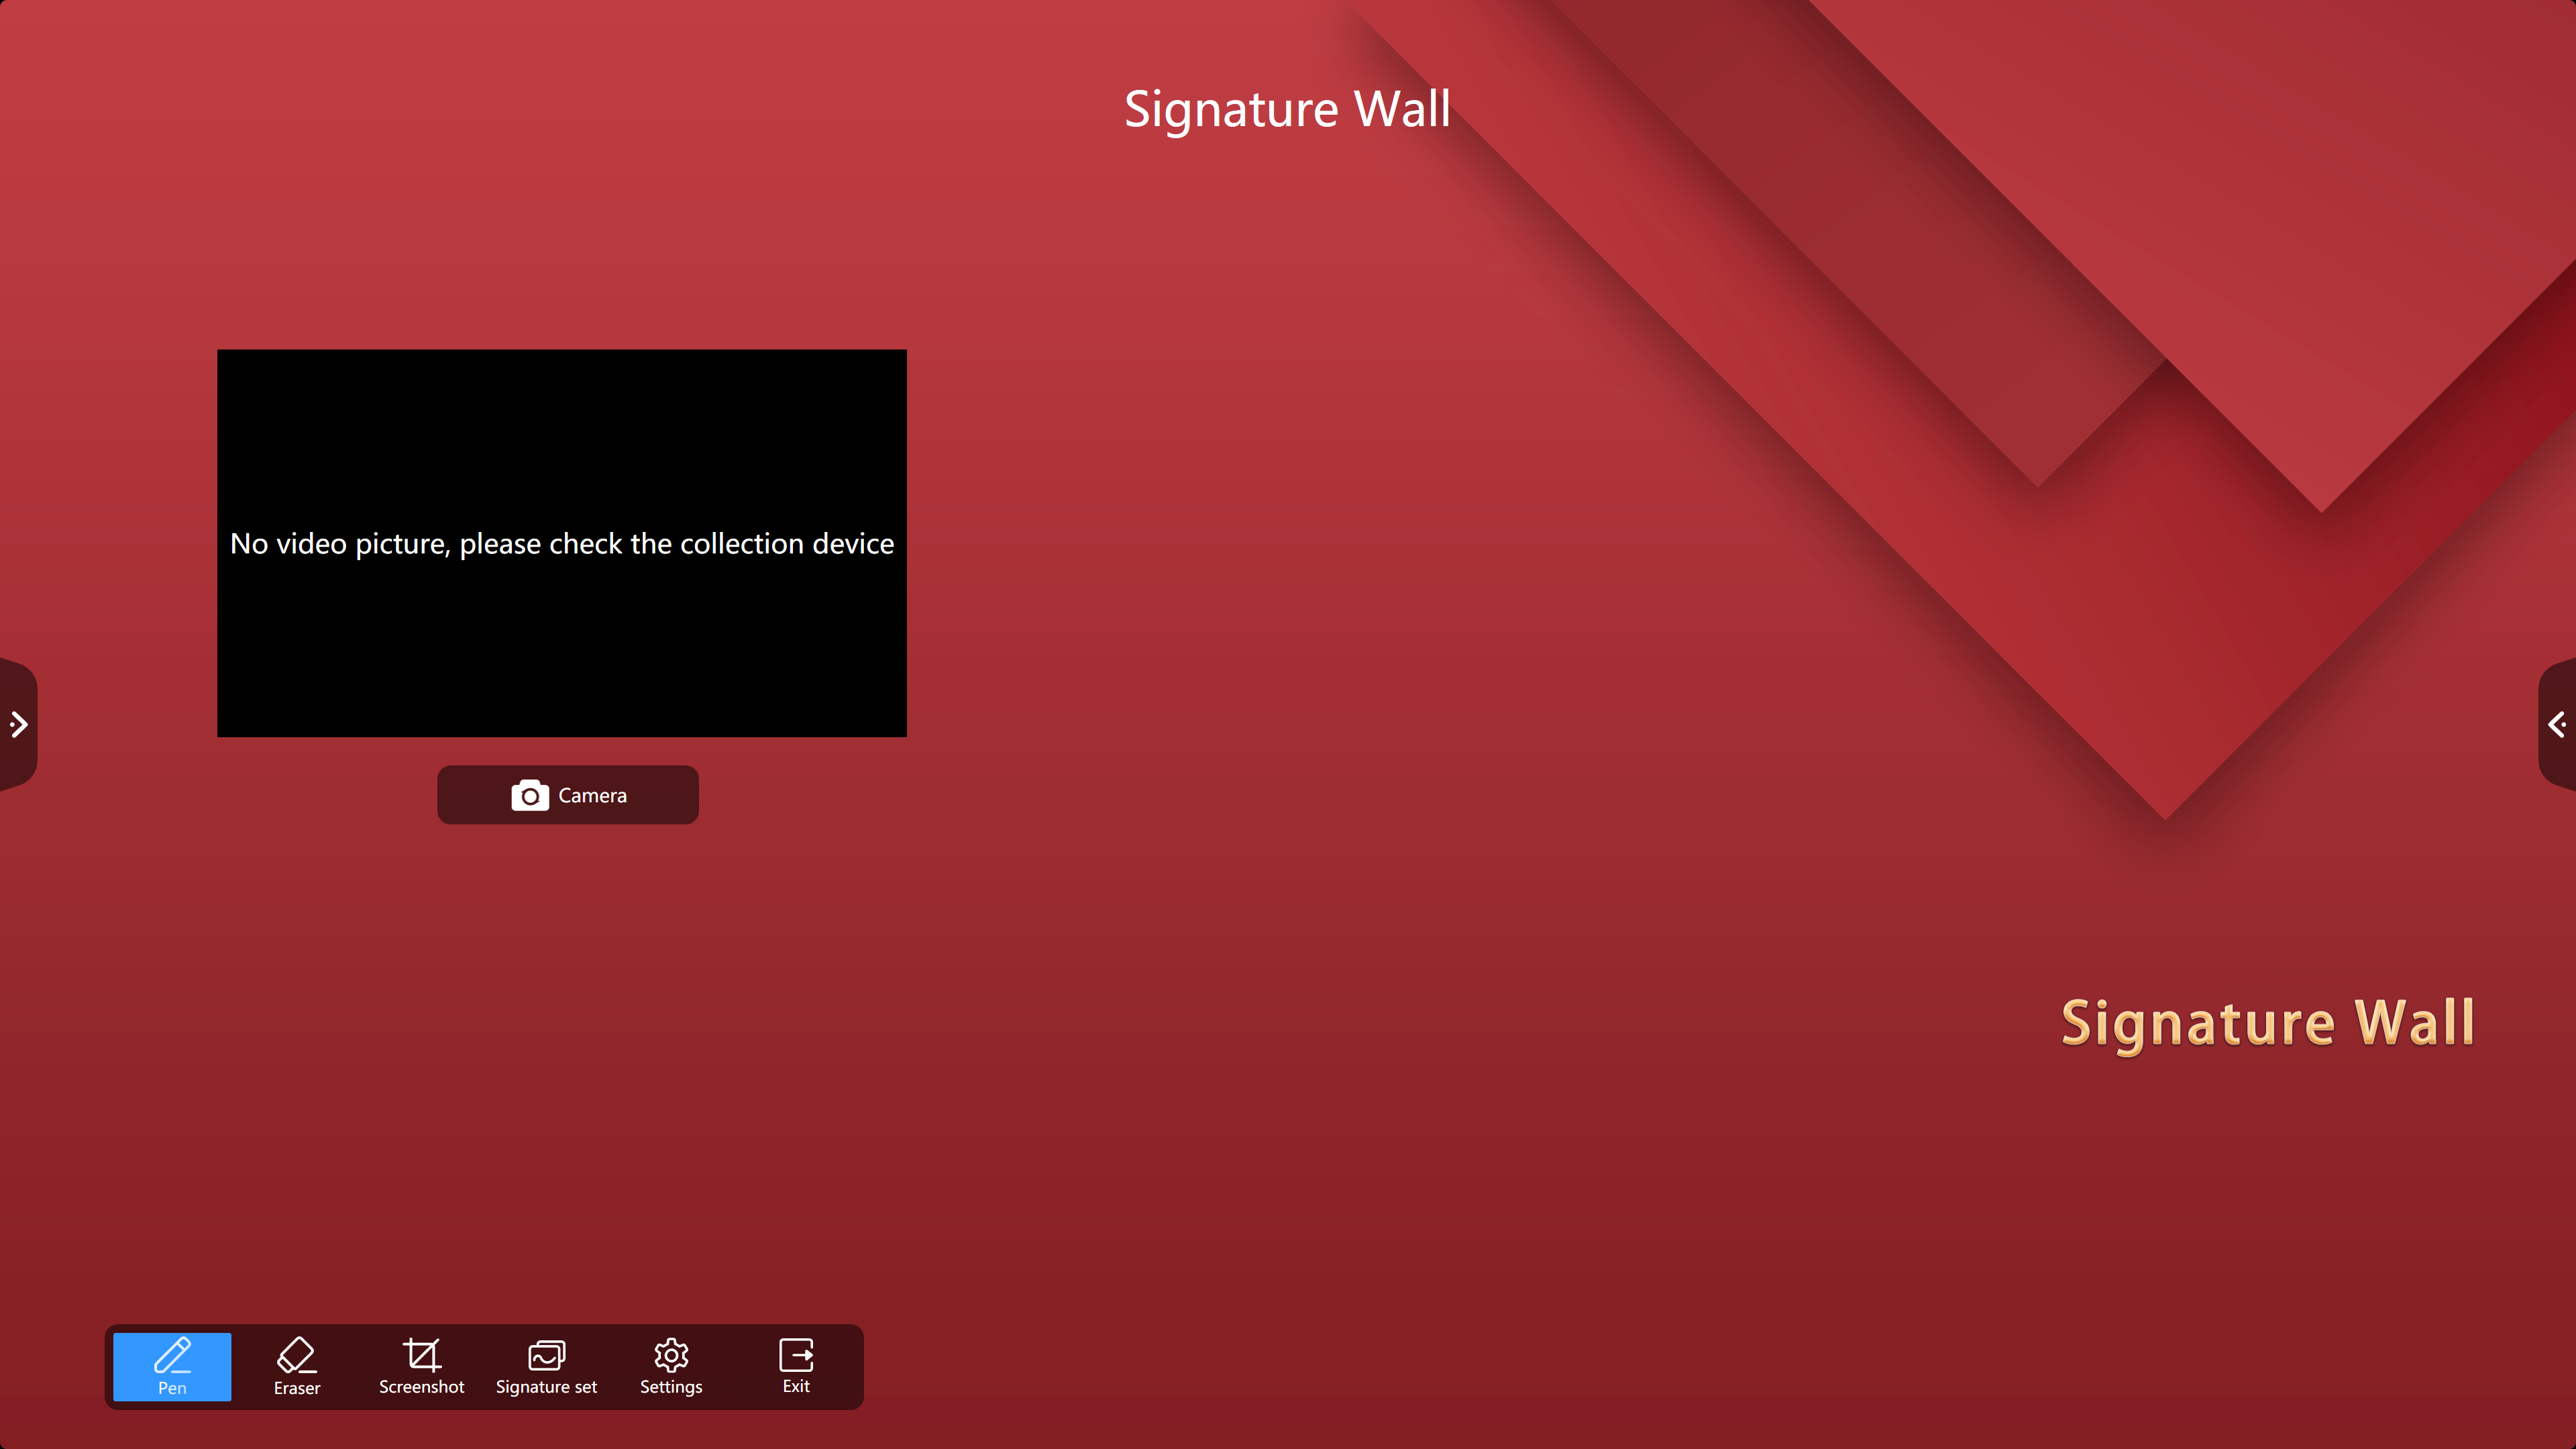 Signature Wall
No video picture, please check the collection device
Camera
Signature Wall
Pen
Eraser
Screenshot
Signature set
Settings
Exit